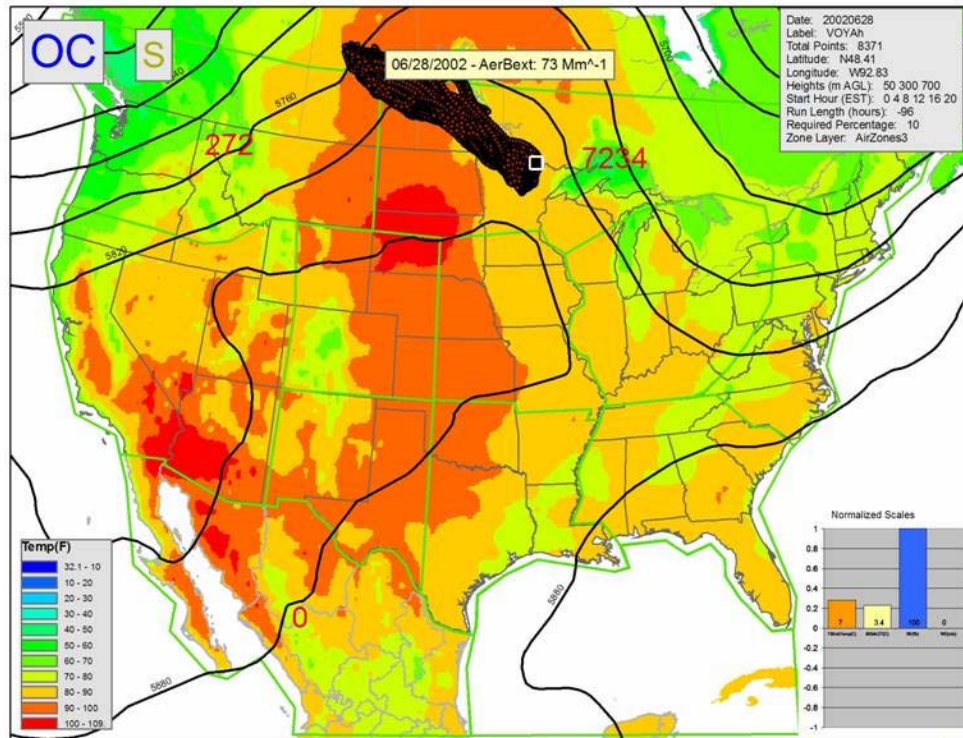 OC
S
06/28/2002 - AerBext: 73 Mm^-1
Date: 20020628
Label: VOYAh
Total Points: 8371
Latitude: N48.41
Longitude: W92.83
Heights (m AGL): 50 300 700
Start Hour (EST): 0 4 8 12 16 20
Run Length (hours): -96
Required Percentage: 10
Zone Layer: AirZones3
5760
5700
272
7234
5820
0
5880
5880
Temp(F)
32.1 - 10
10 - 20
20 - 30
30 - 40
40 - 50
50 - 60
60 - 70
70 - 80
80 - 90
90 - 100
100 - 109.
Normalized Scales
1
0.8
0.6
0.4
0.2
0
-0.2
-0.4
-0.6
-0.8
-1
7
3.4
100
0